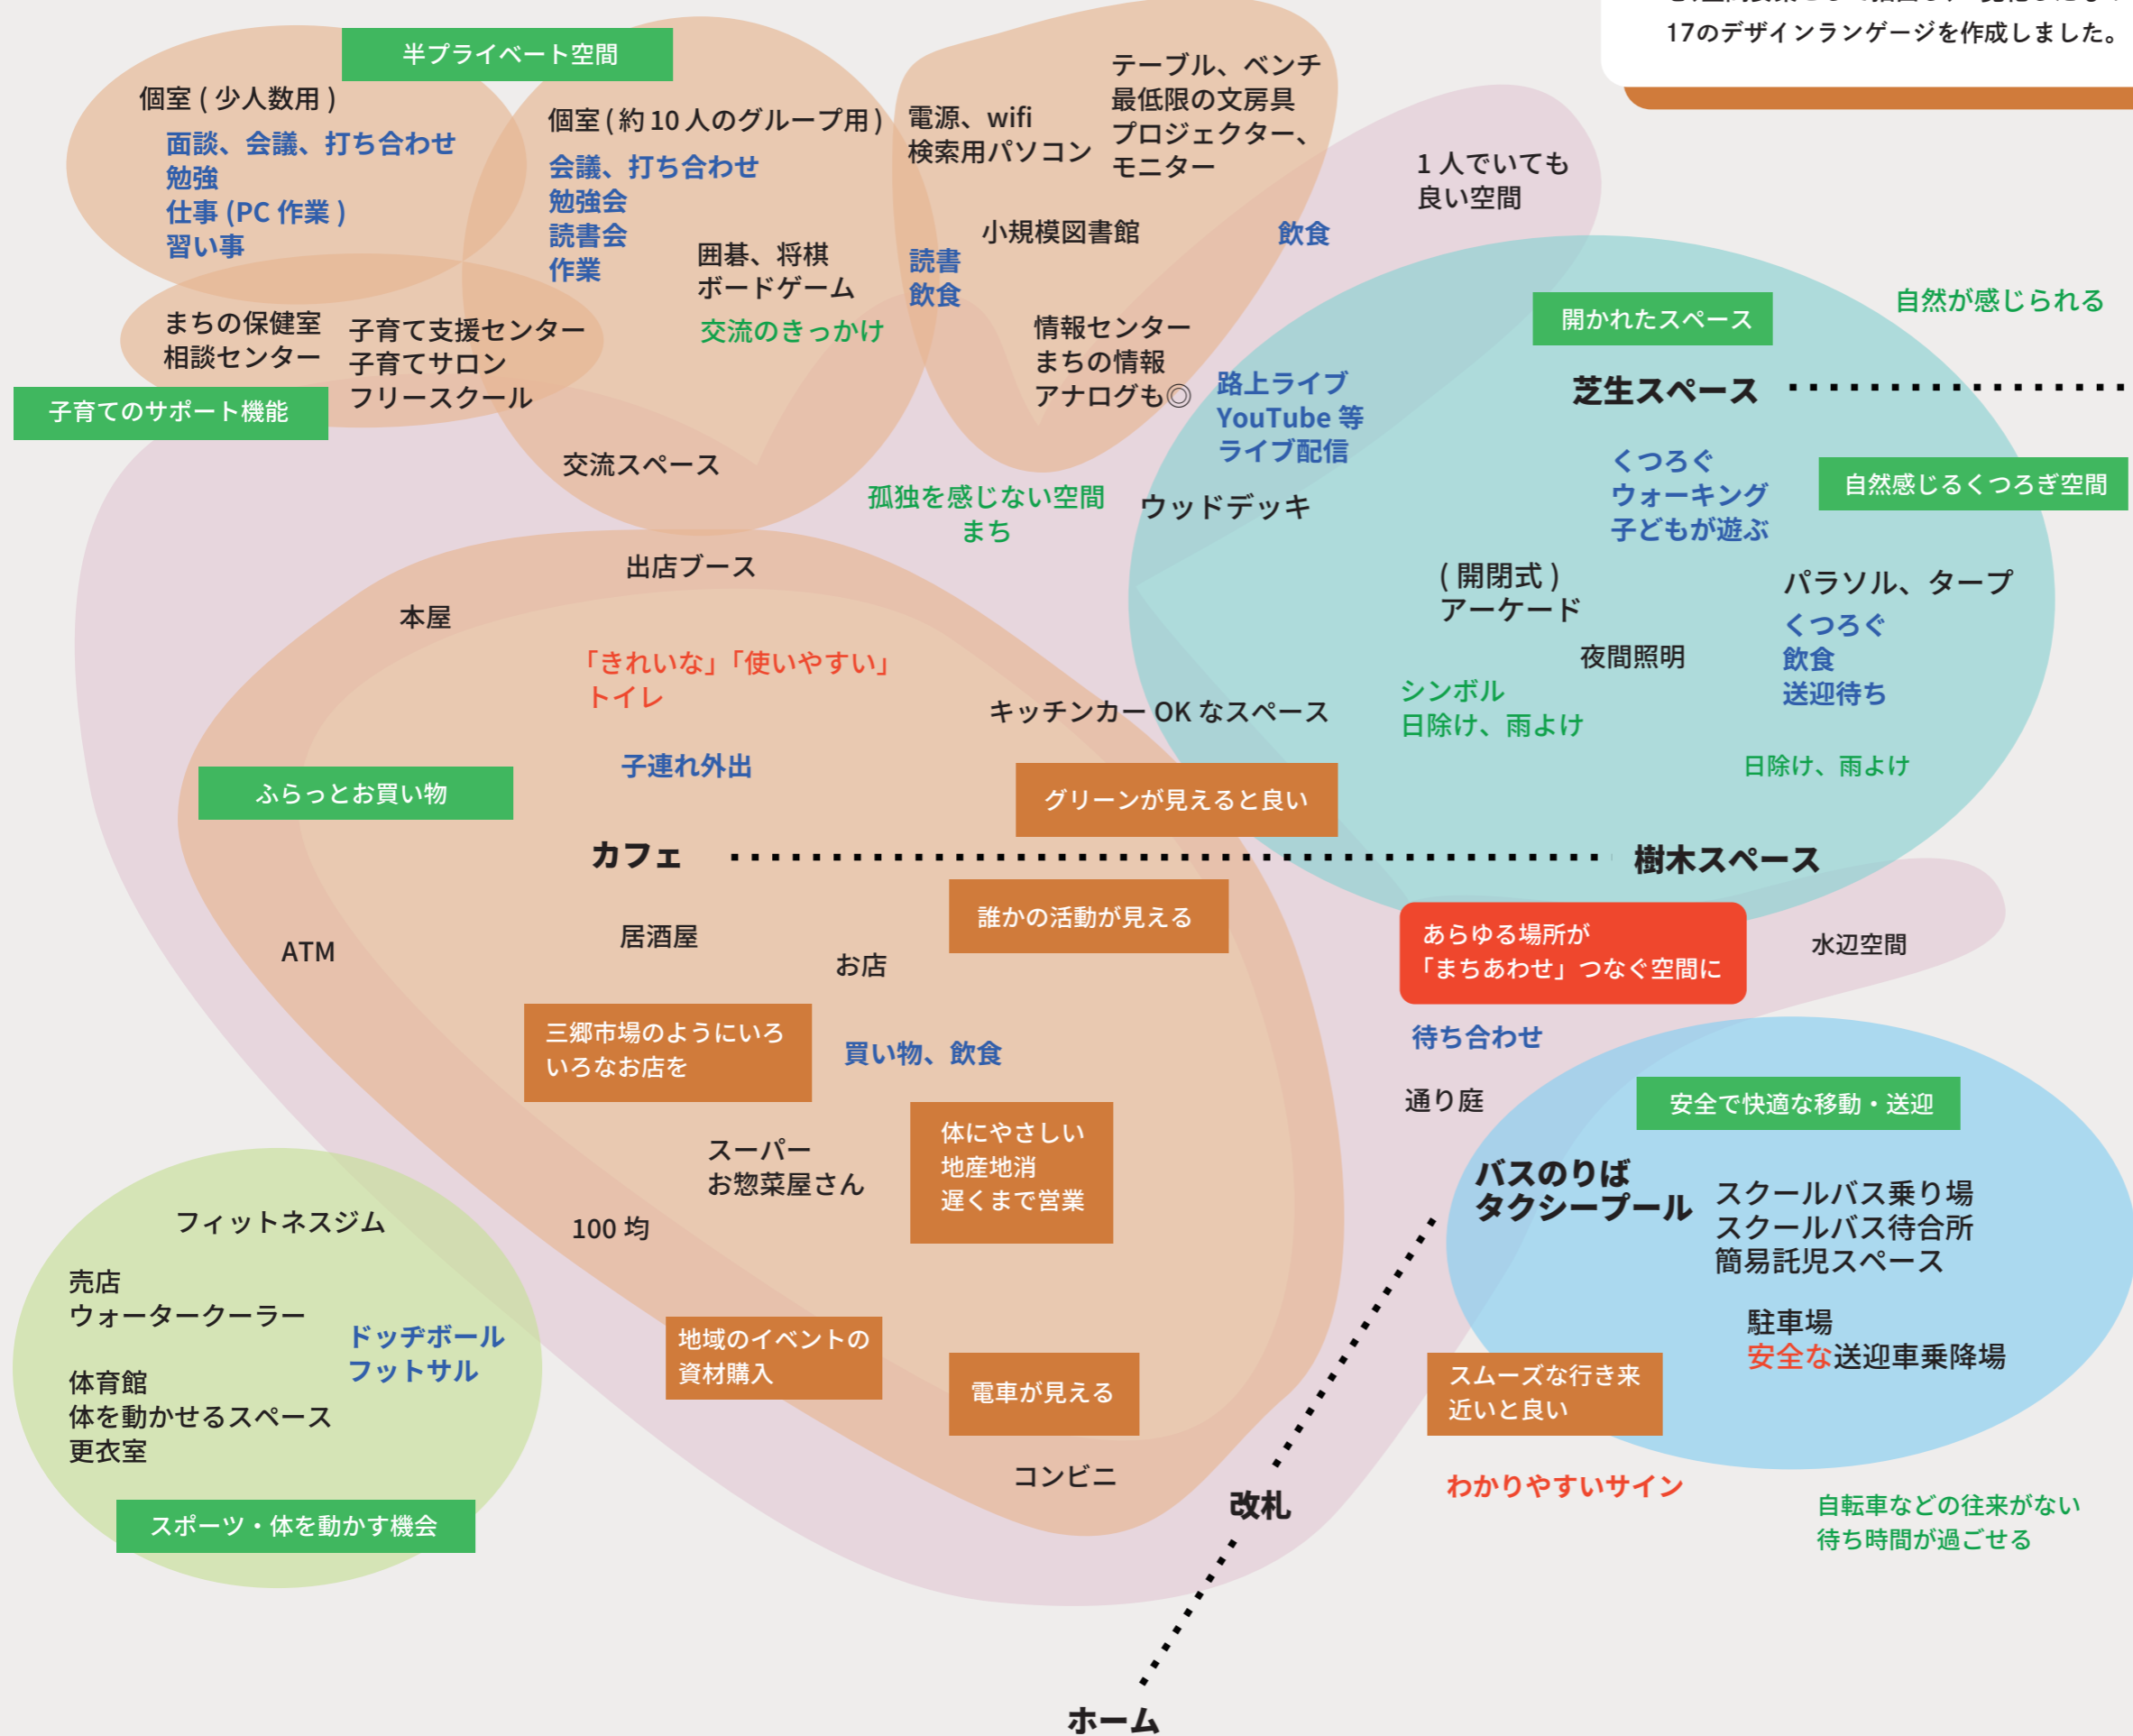 17のデザインランゲージを作成しました。
半プライベート空間
個室 ( 少人数用 )
面談、会議、打ち合わせ
勉強
仕事 (PC 作業 )
習い事
個室 ( 約 10 人のグループ用 )
会議、打ち合わせ
勉強会
読書会
作業
囲碁、将棋
ボードゲーム
交流のきっかけ
電源、wifi
検索用パソコン
テーブル、ベンチ
最低限の文房具
プロジェクター、
モニター
小規模図書館
読書
飲食
飲食
1 人でいても
良い空間
まちの保健室
相談センター
子育て支援センター
子育てサロン
フリースクール
子育てのサポート機能
情報センター
まちの情報
アナログも◎
路上ライブ
YouTube 等
ライブ配信
開かれたスペース
自然が感じられる
芝生スペース
くつろぐ
ウォーキング
子どもが遊ぶ
自然感じるくつろぎ空間
交流スペース
孤独を感じない空間
まち
ウッドデッキ
( 開閉式 )
アーケード
パラソル、タープ
くつろぐ
飲食
送迎待ち
夜間照明
シンボル
日除け、雨よけ
日除け、雨よけ
出店ブース
本屋
「きれいな」「使いやすい」
トイレ
キッチンカー OK なスペース
子連れ外出
ふらっとお買い物
グリーンが見えると良い
カフェ
樹木スペース
誰かの活動が見える
あらゆる場所が
「まちあわせ」つなぐ空間に
水辺空間
ATM
居酒屋
お店
三郷市場のようにいろ
いろなお店を
買い物、飲食
待ち合わせ
通り庭
安全で快適な移動・送迎
体にやさしい
地産地消
遅くまで営業
スーパー
お惣菜屋さん
100 均
バスのりば
タクシープール
スクールバス乗り場
スクールバス待合所
簡易託児スペース
駐車場
安全な送迎車乗降場
フィットネスジム
売店
ウォータークーラー
ドッヂボール
フットサル
体育館
体を動かせるスペース
更衣室
スポーツ・体を動かす機会
地域のイベントの
資材購入
電車が見える
スムーズな行き来
近いと良い
コンビニ
改札
わかりやすいサイン
自転車などの往来がない
待ち時間が過ごせる
ホーム